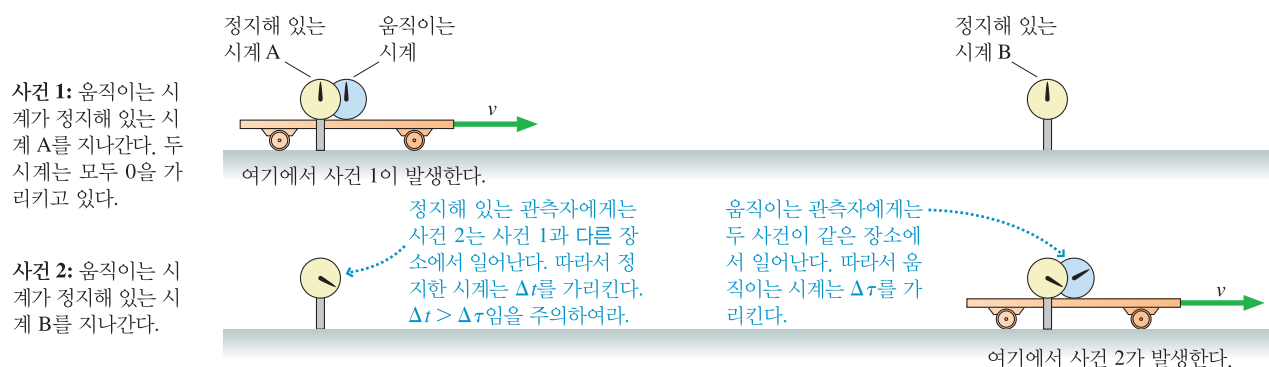 정지해 있는
시계 A
움직이는
시계
정지해 있는
시계 B
사건 1: 움직이는 시
계가 정지해 있는 시
계 A를 지나간다. 두
시계는 모두 0을 가
리키고 있다.
v
여기에서 사건 1이 발생한다.
정지해 있는 관측자에게는
사건 2는 사건 1과 다른 장
소에서 일어난다. 따라서 정
지한 시계는 Δt를 가리킨다.
Δt > Δτ임을 주의하여라.
움직이는 관측자에게는
두 사건이 같은 장소에
서 일어난다. 따라서 움
직이는 시계는 Δτ를 가
리킨다.
사건 2: 움직이는 시
계가 정지해 있는 시
계 B를 지나간다.
v
여기에서 사건 2가 발생한다.